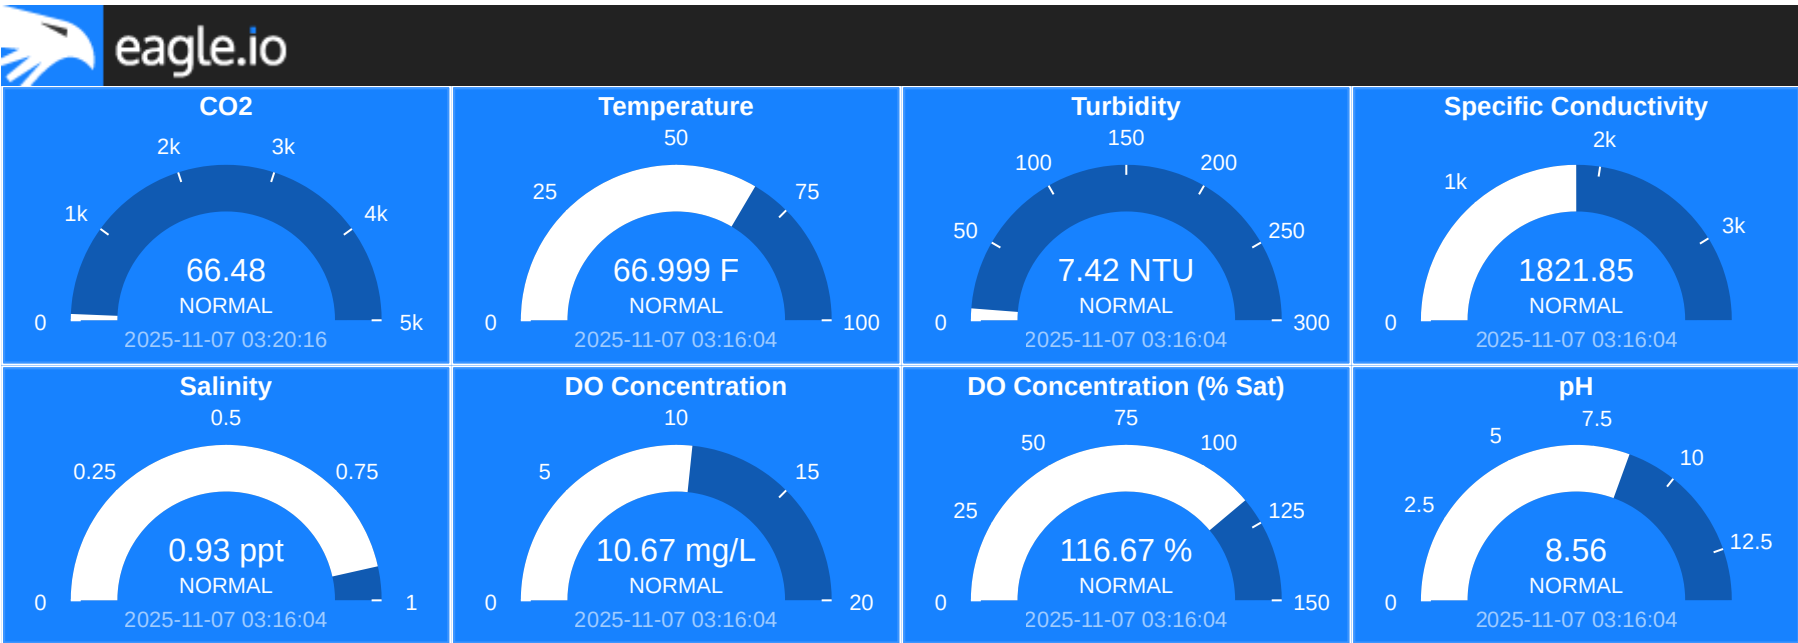 eagle.io
CO2
0
1k
2k
3k
4k
5k
66.48
NORMAL
2025-11-07 03:20:16
Temperature
0
25
50
75
100
66.999 F
NORMAL
2025-11-07 03:16:04
Turbidity
0
50
100
150
200
250
300
7.42 NTU
NORMAL
2025-11-07 03:16:04
Specific Conductivity
0
1k
2k
3k
1821.85
NORMAL
2025-11-07 03:16:04
Salinity
0
0.25
0.5
0.75
1
0.93 ppt
NORMAL
2025-11-07 03:16:04
DO Concentration
0
5
10
15
20
10.67 mg/L
NORMAL
2025-11-07 03:16:04
DO Concentration (% Sat)
0
25
50
75
100
125
150
116.67 %
NORMAL
2025-11-07 03:16:04
pH
0
2.5
5
7.5
10
12.5
8.56
NORMAL
2025-11-07 03:16:04